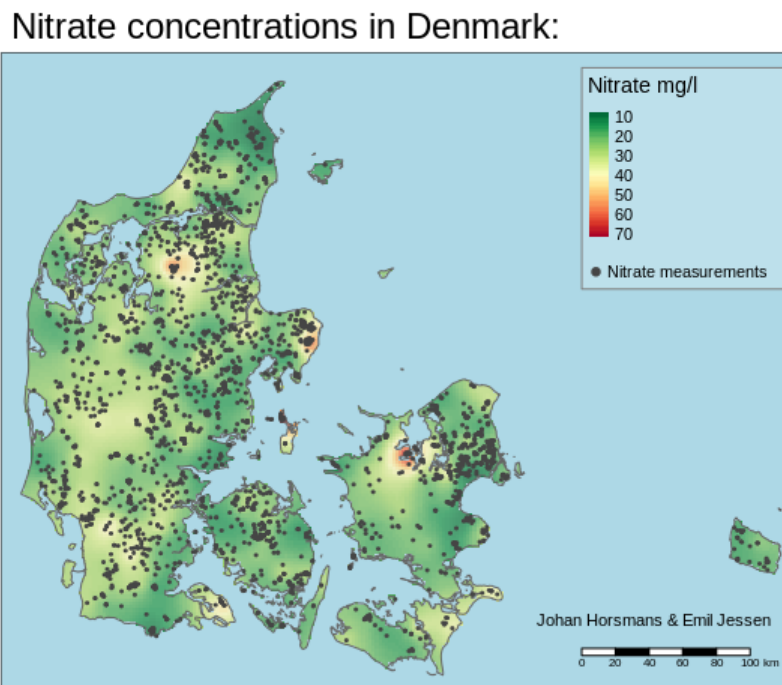 Nitrate concentrations in Denmark:
Nitrate mg/l
10
20
30
40
50
60
70
Nitrate measurements
Johan Horsmans & Emil Jessen
0 20 40 60 80 100 km